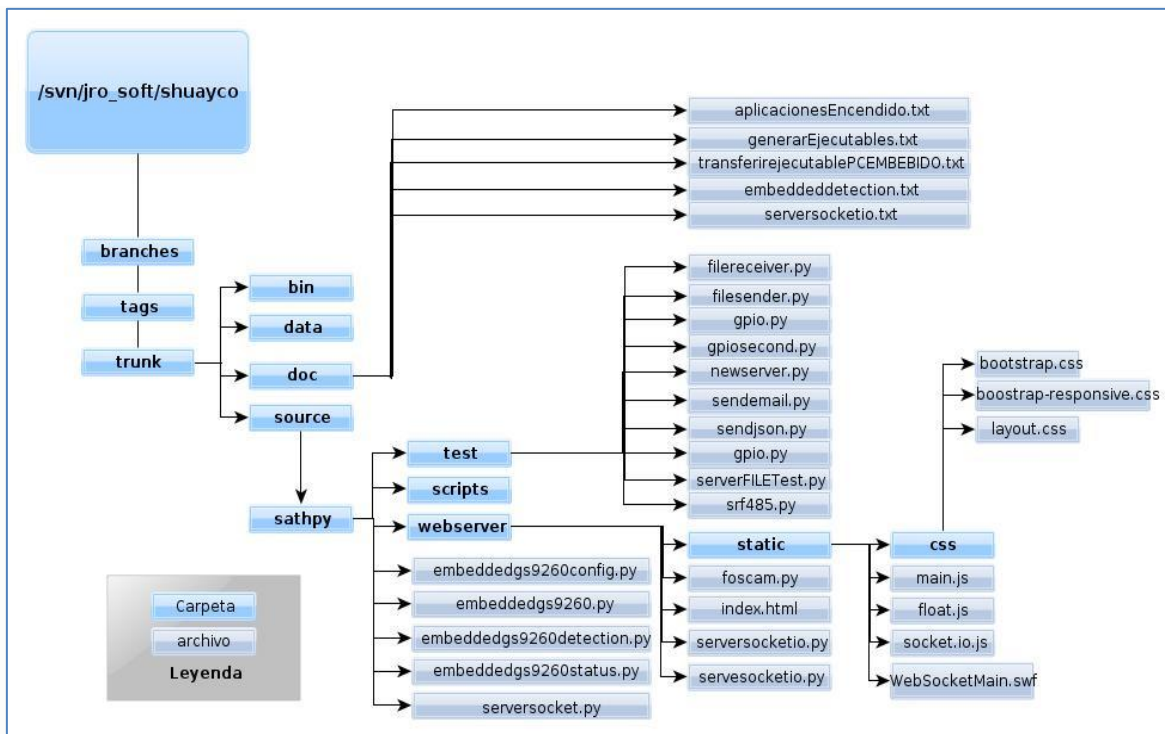 /svn/jro_soft/shuayco
branches
tags
trunk
bin
data
doc
source
sathpy
aplicacionesEncendido.txt
generarEjecutables.txt
transferirejecutablePCEMBEBIDO.txt
embeddeddetection.txt
serversocketio.txt
test
scripts
webserver
embeddedgs9260config.py
embeddedgs9260.py
embeddedgs9260detection.py
embeddedgs9260status.py
serversocket.py
filereceiver.py
filesender.py
gpio.py
gpiosecond.py
newserver.py
sendemail.py
sendjson.py
gpio.py
serverFILETest.py
srf485.py
static
foscam.py
index.html
serversocketio.py
servesocketio.py
bootstrap.css
boostrap-responsive.css
layout.css
css
main.js
float.js
socket.io.js
WebSocketMain.swf
Carpeta
archivo
Leyenda